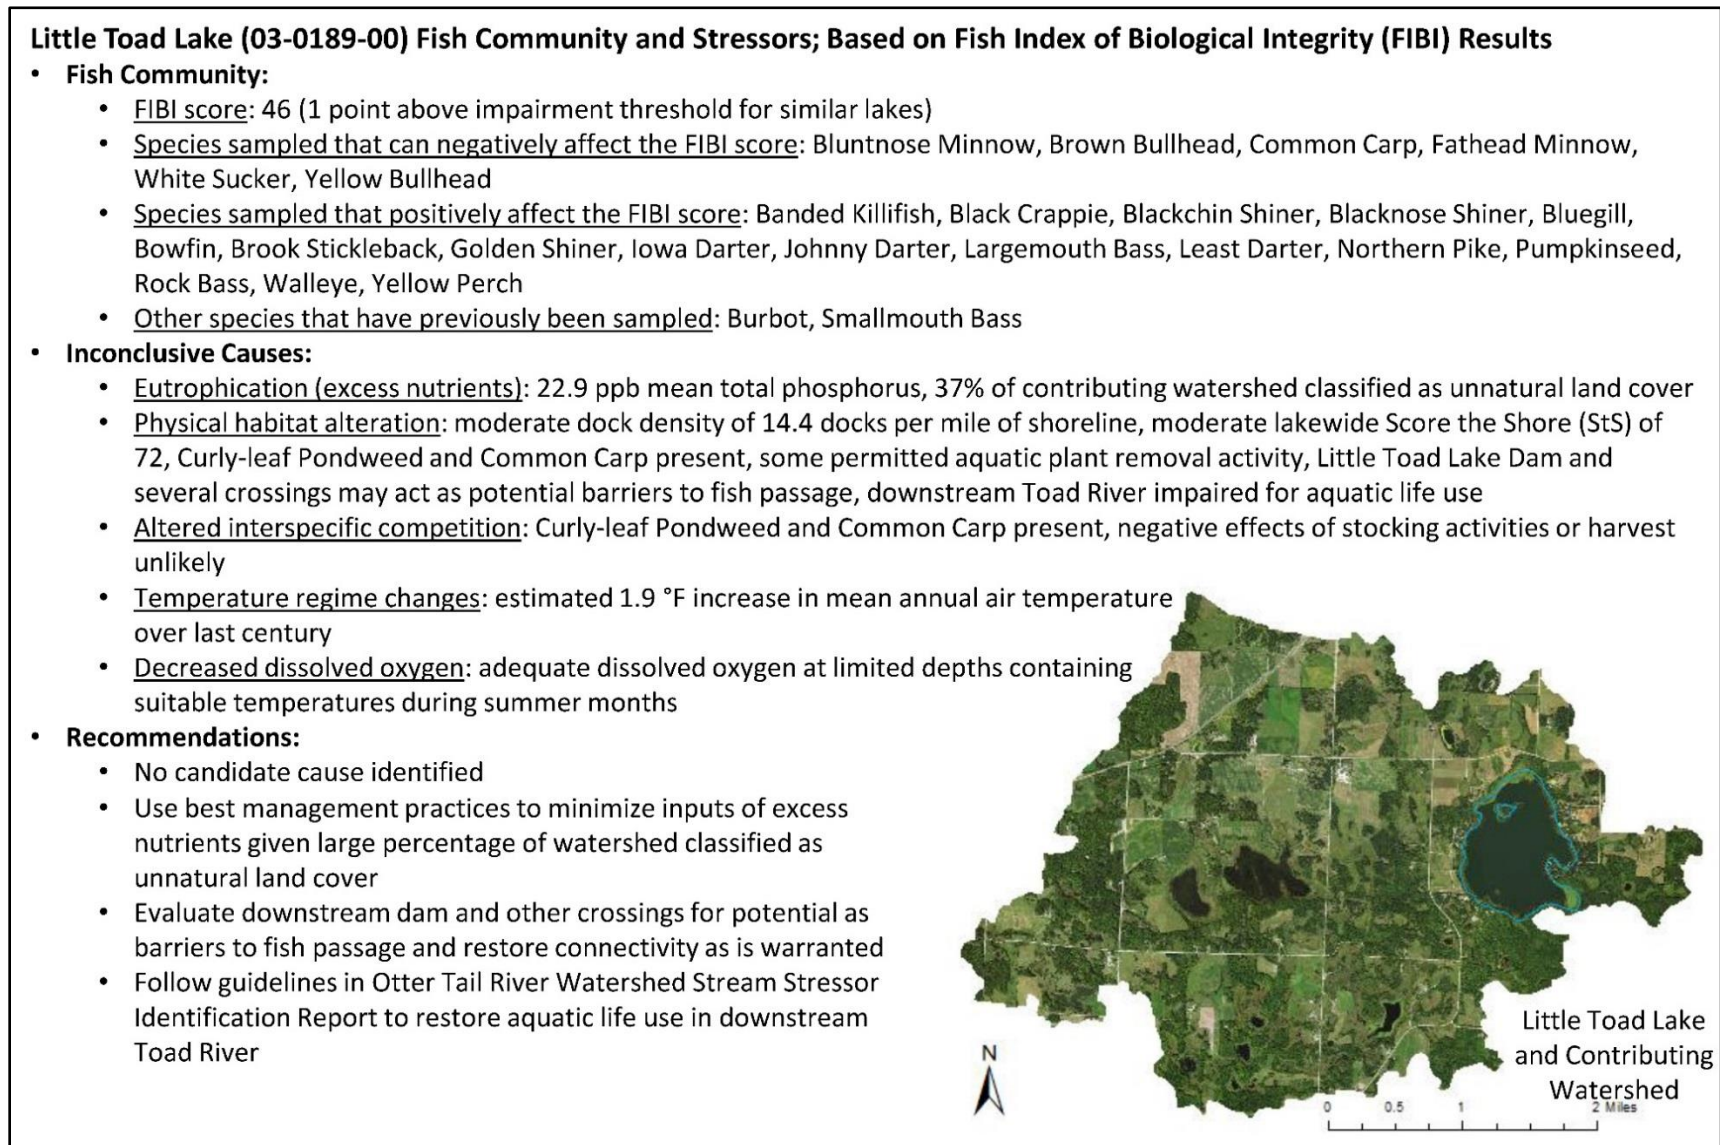 Little Toad Lake (03-0189-00) Fish Community and Stressors; Based on Fish Index of Biological Integrity (FIBI) Results
• Fish Community:
• FIBI score: 46 (1 point above impairment threshold for similar lakes)
• Species sampled that can negatively affect the FIBI score: Bluntnose Minnow, Brown Bullhead, Common Carp, Fathead Minnow,
White Sucker, Yellow Bullhead
• Species sampled that positively affect the FIBI score: Banded Killifish, Black Crappie, Blackchin Shiner, Blacknose Shiner, Bluegill,
Bowfin, Brook Stickleback, Golden Shiner, Iowa Darter, Johnny Darter, Largemouth Bass, Least Darter, Northern Pike, Pumpkinseed,
Rock Bass, Walleye, Yellow Perch
• Other species that have previously been sampled: Burbot, Smallmouth Bass
• Inconclusive Causes:
• Eutrophication (excess nutrients): 22.9 ppb mean total phosphorus, 37% of contributing watershed classified as unnatural land cover
• Physical habitat alteration: moderate dock density of 14.4 docks per mile of shoreline, moderate lakewide Score the Shore (StS) of
72, Curly-leaf Pondweed and Common Carp present, some permitted aquatic plant removal activity, Little Toad Lake Dam and
several crossings may act as potential barriers to fish passage, downstream Toad River impaired for aquatic life use
• Altered interspecific competition: Curly-leaf Pondweed and Common Carp present, negative effects of stocking activities or harvest
unlikely
• Temperature regime changes: estimated 1.9 °F increase in mean annual air temperature
over last century
• Decreased dissolved oxygen: adequate dissolved oxygen at limited depths containing
suitable temperatures during summer months
• Recommendations:
• No candidate cause identified
• Use best management practices to minimize inputs of excess
nutrients given large percentage of watershed classified as
unnatural land cover
• Evaluate downstream dam and other crossings for potential as
barriers to fish passage and restore connectivity as is warranted
• Follow guidelines in Otter Tail River Watershed Stream Stressor
Identification Report to restore aquatic life use in downstream
Toad River
N
Little Toad Lake
and Contributing
Watershed
0 0.5 1 2 Miles